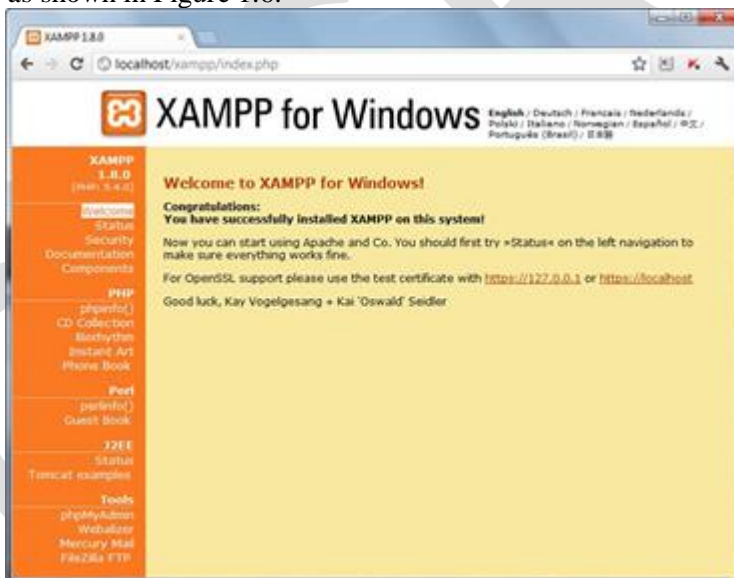 as shown in Figure 1.8.
XAMPP 1.8.0
localhost/xampp/index.php
XAMPP for Windows
English / Deutsch / Francais / Nederlands /
Polski / Italiano / Norwegian / Español / 中文 /
Português (Brasil) / 日本語
XAMPP
1.8.0
[PHP: 5.4.0]
Welcome
Status
Security
Documentation
Components
PHP
phpinfo()
CD Collection
Biorhythm
Instant Art
Phone Book
Perl
perlinfo()
Guest Book
J2EE
Status
Tomcat examples
Tools
phpMyAdmin
Webalizer
Mercury Mail
FileZilla FTP
Welcome to XAMPP for Windows!
Congratulations:
You have successfully installed XAMPP on this system!
Now you can start using Apache and Co. You should first try »Status« on the left navigation to
make sure everything works fine.
For OpenSSL support please use the test certificate with https://127.0.0.1 or https://localhost
Good luck, Kay Vogelgesang + Kai 'Oswald' Seidler